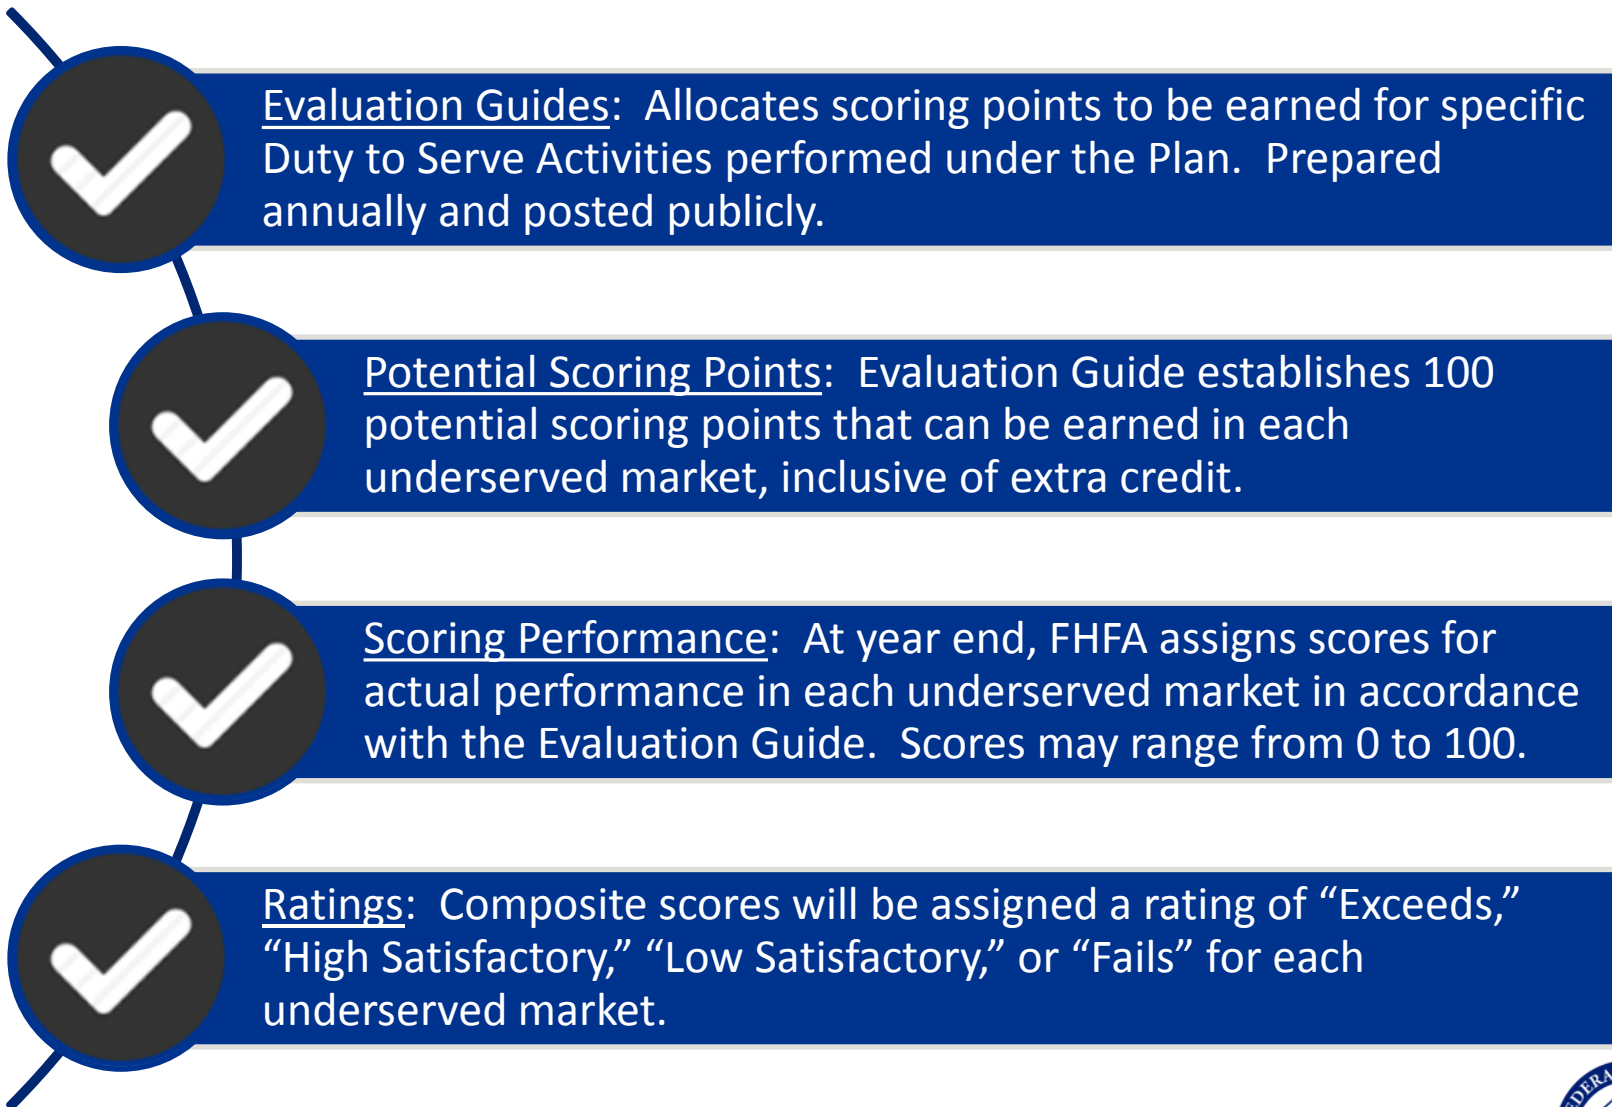 Evaluation Guides:  Allocates scoring points to be earned for specific
Duty to Serve Activities performed under the Plan.  Prepared
annually and posted publicly.
Potential Scoring Points:  Evaluation Guide establishes 100
potential scoring points that can be earned in each
underserved market, inclusive of extra credit.
Scoring Performance:  At year end, FHFA assigns scores for
actual performance in each underserved market in accordance
with the Evaluation Guide.  Scores may range from 0 to 100.
Ratings:  Composite scores will be assigned a rating of “Exceeds,”
“High Satisfactory,” “Low Satisfactory,” or “Fails” for each
underserved market.